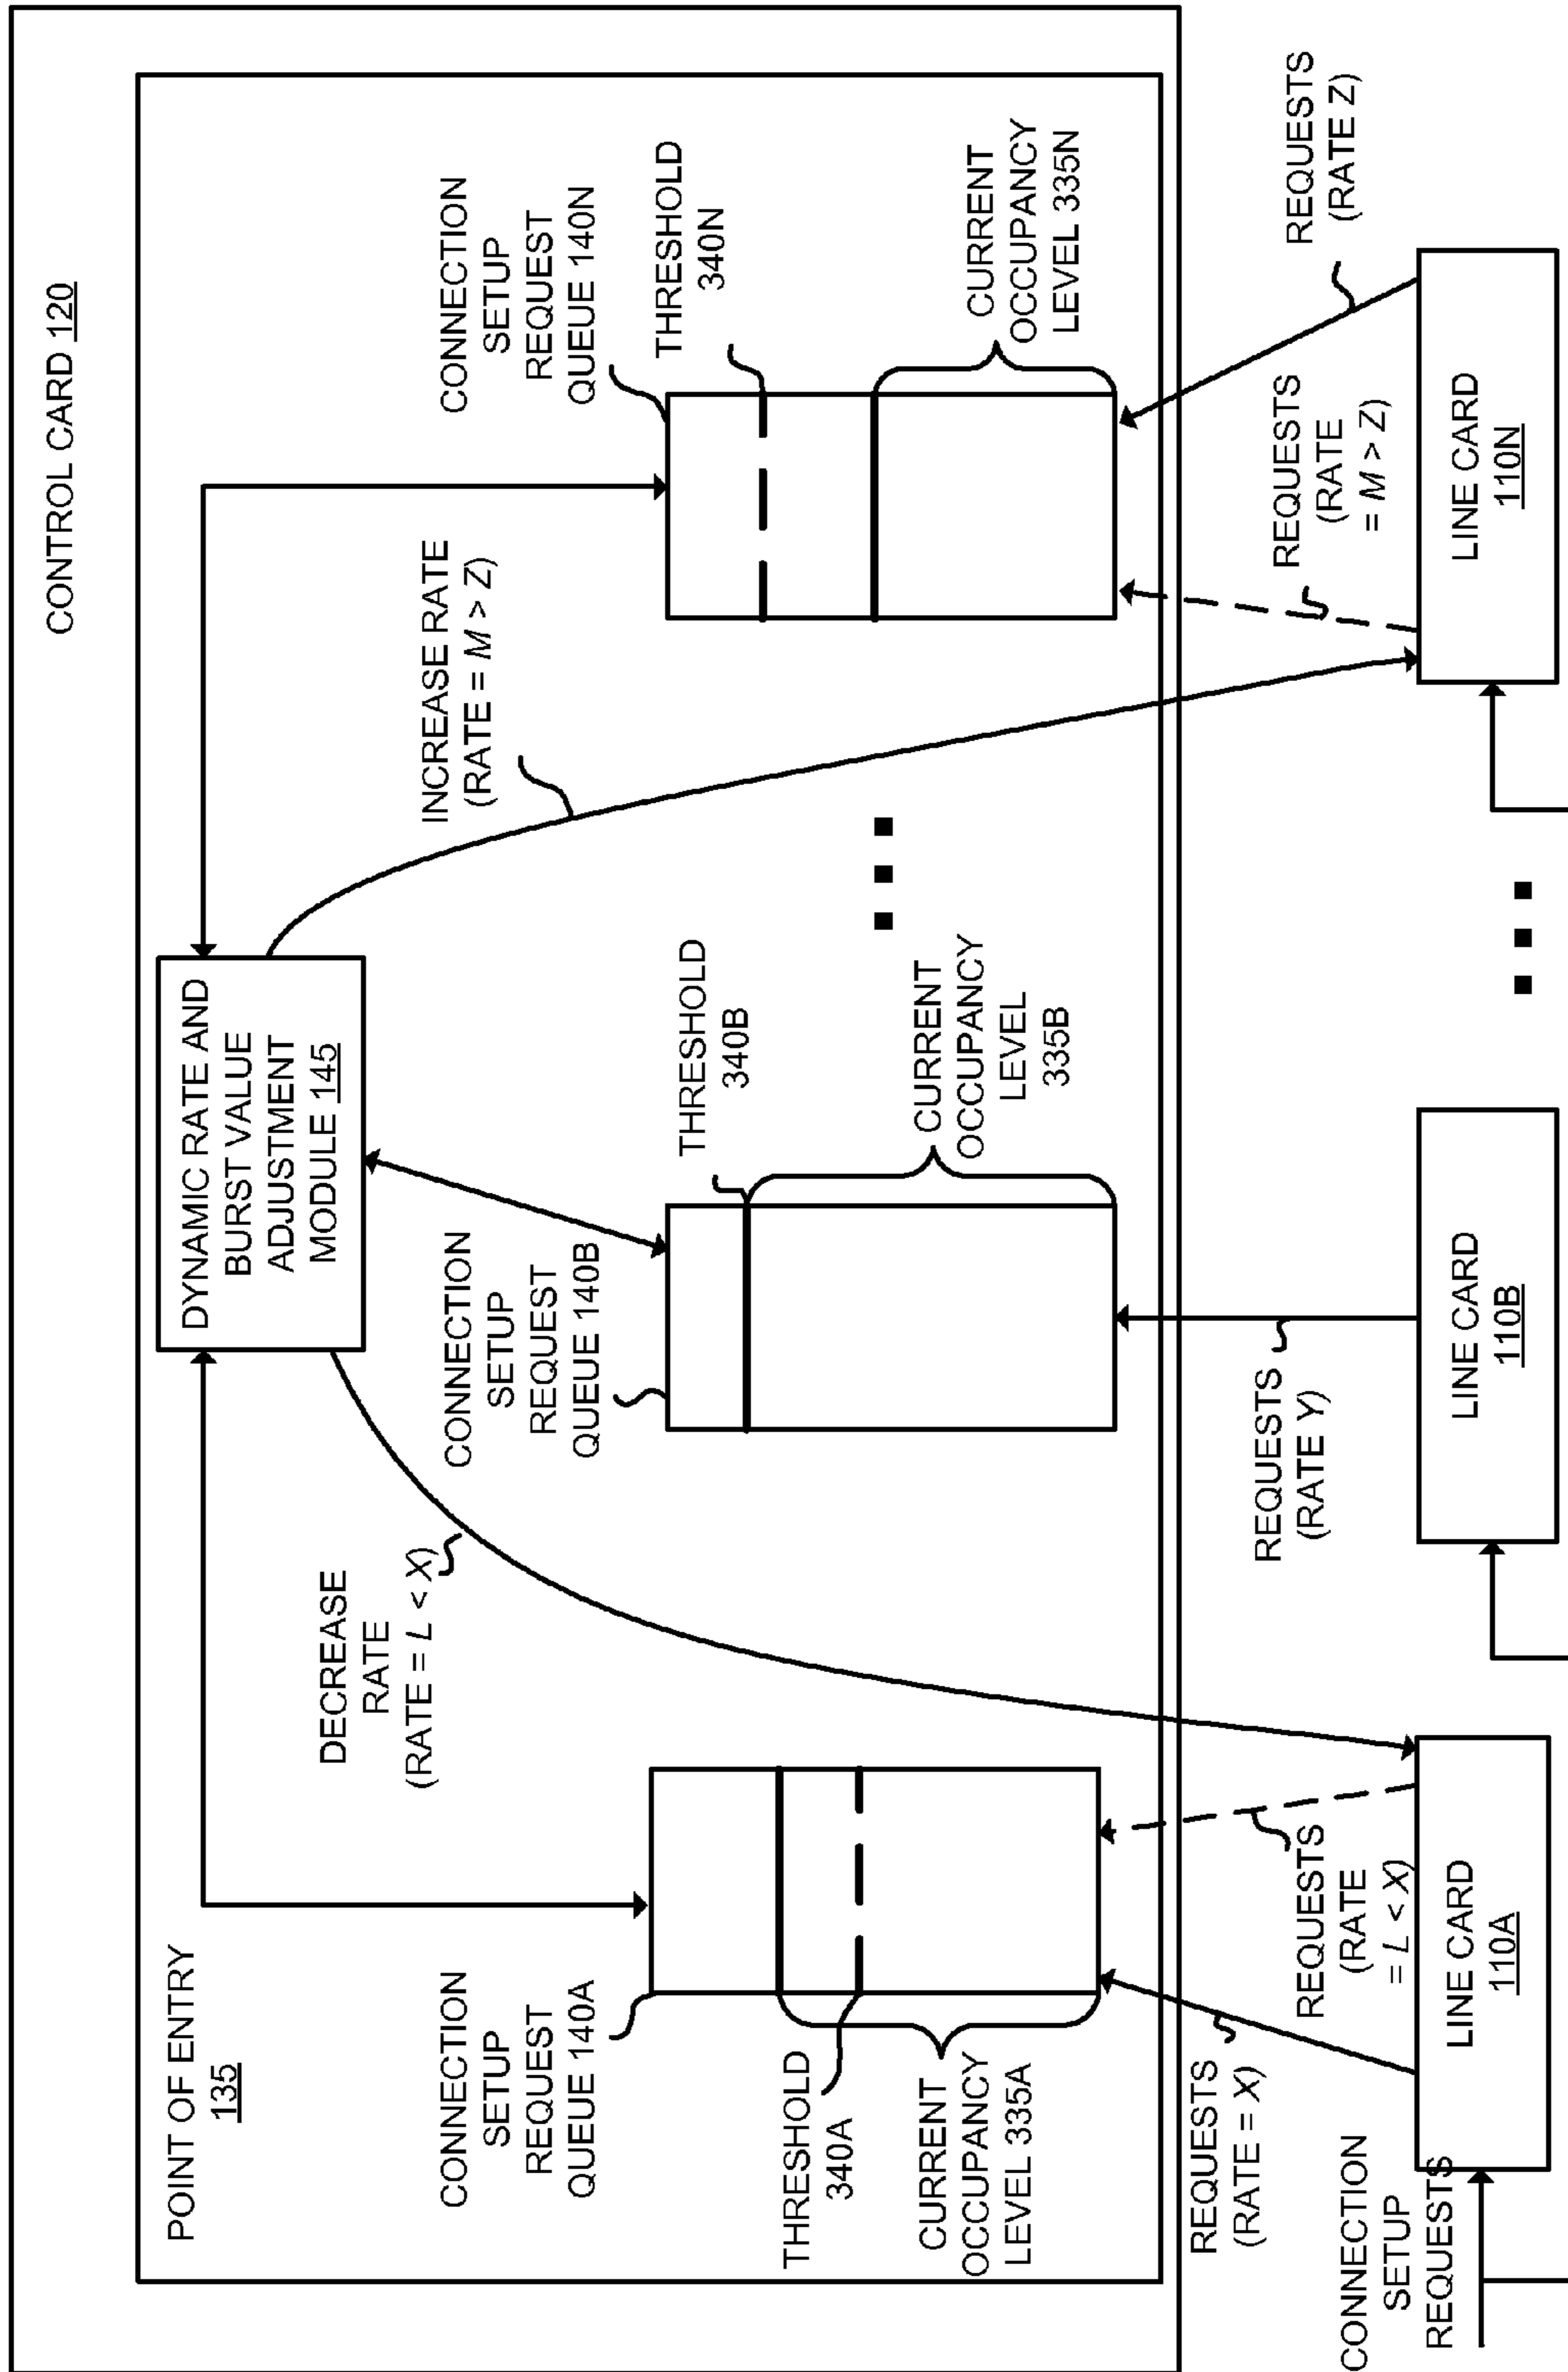 CONTROL CARD 120
POINT OF ENTRY
135
DYNAMIC RATE AND
BURST VALUE
ADJUSTMENT
MODULE 145
DECREASE
RATE
(RATE = L < X)
INCREASE RATE
(RATE = M > Z)
CONNECTION
SETUP
REQUEST
QUEUE 140A
THRESHOLD
340A
CURRENT
OCCUPANCY
LEVEL 335A
CONNECTION
SETUP
REQUEST
QUEUE 140B
THRESHOLD
340B
CURRENT
OCCUPANCY
LEVEL
335B
CONNECTION
SETUP
REQUEST
QUEUE 140N
THRESHOLD
340N
CURRENT
OCCUPANCY
LEVEL 335N
REQUESTS
(RATE = X)
REQUESTS
(RATE
= L < X)
REQUESTS
(RATE Y)
REQUESTS
(RATE
= M > Z)
REQUESTS
(RATE Z)
CONNECTION
SETUP
REQUESTS
LINE CARD
110A
LINE CARD
110B
LINE CARD
110N